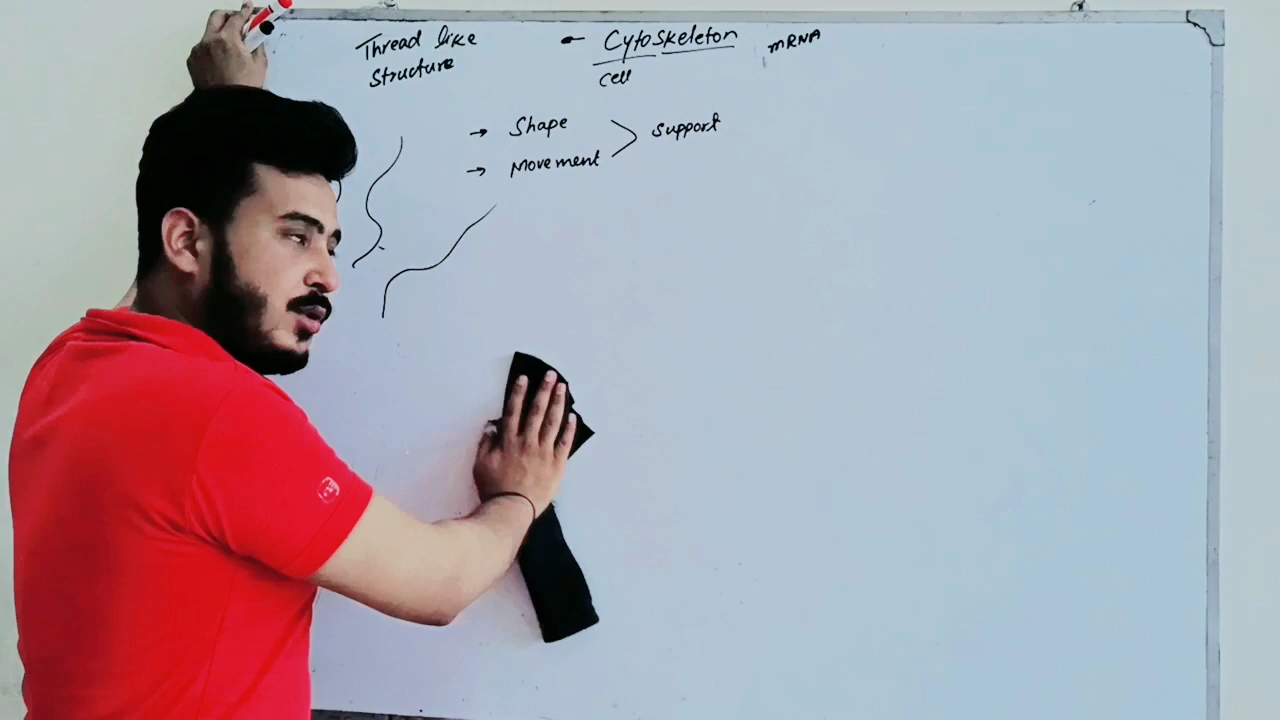 Thread like
Structure
- Cytoskeleton
cell
mRNA
→ Shape
→ Movement
support